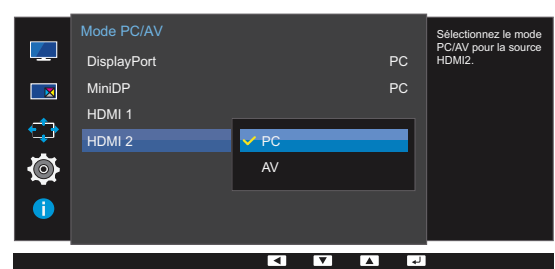 Mode PC/AV
DisplayPort PC
MiniDP PC
HDMI 1
HDMI 2
PC
AV
Sélectionnez le mode
PC/AV pour la source
HDMI2.